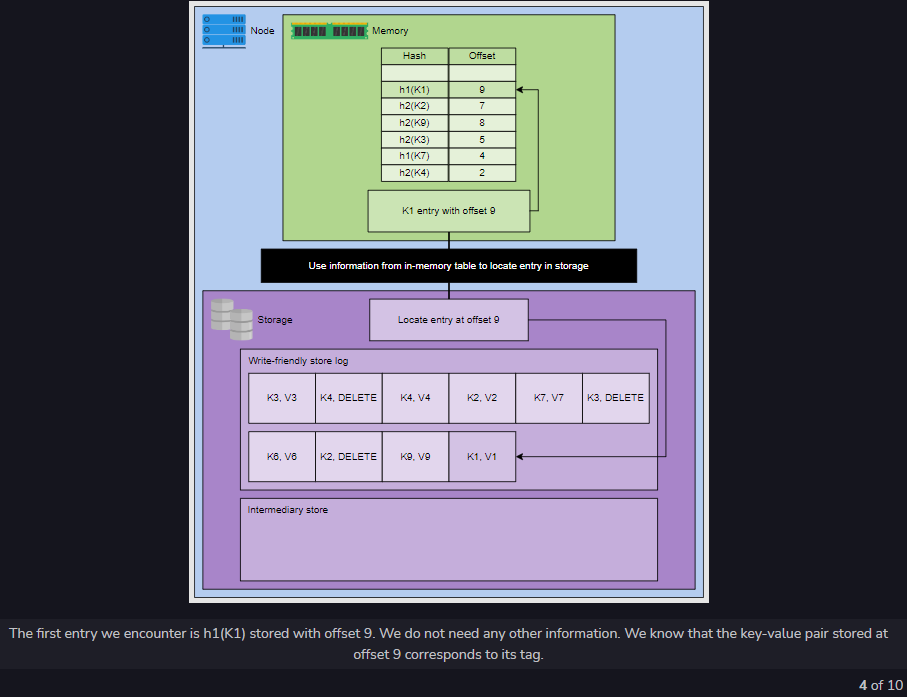 Node
Memory
Hash Offset
h1(K1) 9
h2(K2) 7
h2(K9) 8
h2(K3) 5
h1(K7) 4
h2(K4) 2
K1 entry with offset 9
Use information from in-memory table to locate entry in storage
Storage
Locate entry at offset 9
Write-friendly store log
K3, V3 K4, DELETE K4, V4 K2, V2 K7, V7 K3, DELETE
K6, V6 K2, DELETE K9, V9 K1, V1
Intermediary store
The first entry we encounter is h1(K1) stored with offset 9. We do not need any other information. We know that the key-value pair stored at
offset 9 corresponds to its tag.
4 of 10